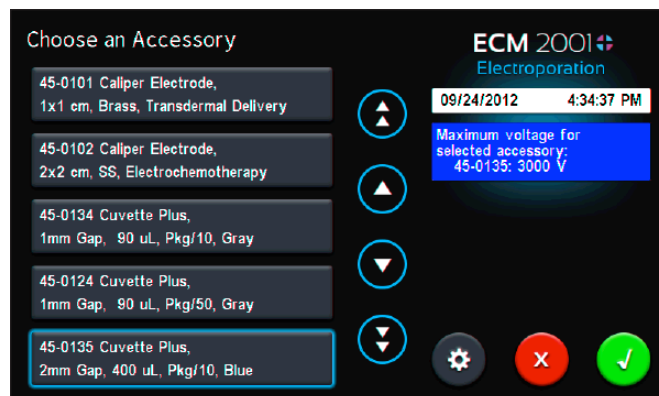 Choose an Accessory
45-0101 Caliper Electrode,
1x1 cm, Brass, Transdermal Delivery
45-0102 Caliper Electrode,
2x2 cm, SS, Electrochemotherapy
45-0134 Cuvette Plus,
1mm Gap, 90 uL, Pkg/10, Gray
45-0124 Cuvette Plus,
1mm Gap, 90 uL, Pkg/50, Gray
45-0135 Cuvette Plus,
2mm Gap, 400 uL, Pkg/10, Blue
ECM 2001
Electroporation
09/24/2012 4:34:37 PM
Maximum voltage for
selected accessory:
45-0135: 3000 V
X